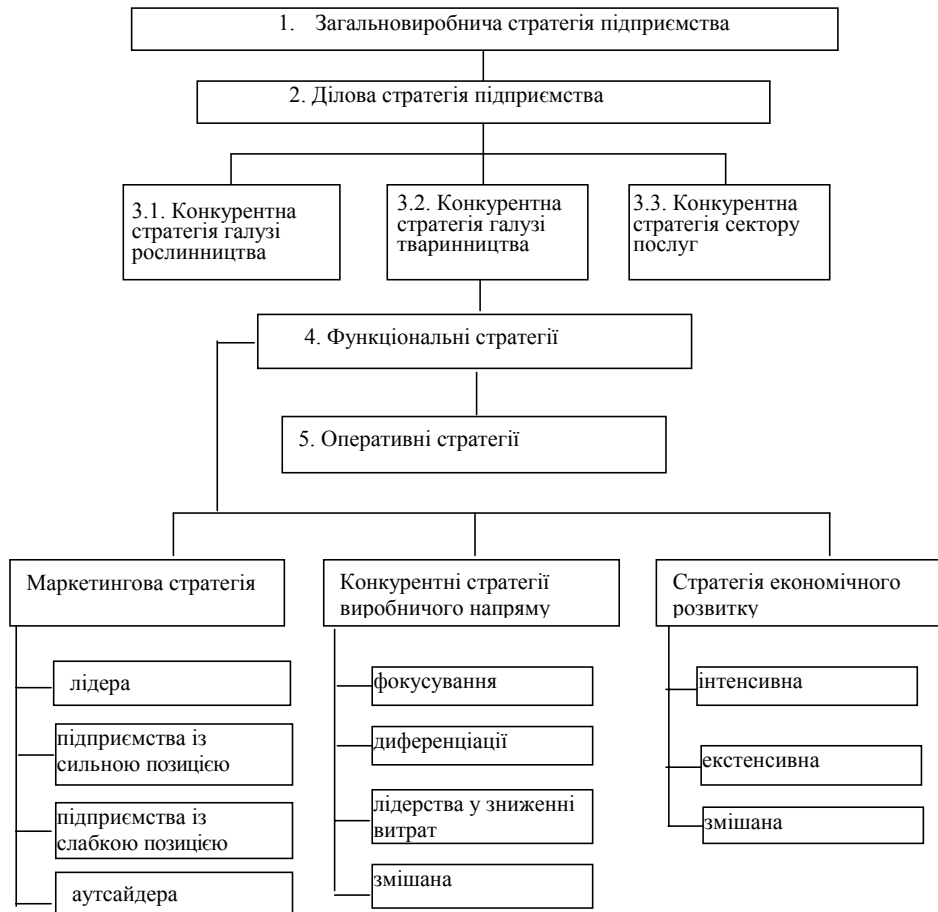 1. Загальновиробнича стратегія підприємства
2. Ділова стратегія підприємства
3.1. Конкурентна
стратегія галузі
рослинництва
3.2. Конкурентна
стратегія галузі
тваринництва
3.3. Конкурентна
стратегія сектору
послуг
4. Функціональні стратегії
5. Оперативні стратегії
Маркетингова стратегія
лідера
підприємства із
сильною позицією
підприємства із
слабкою позицією
аутсайдера
Конкурентні стратегії
виробничого напряму
фокусування
диференціації
лідерства у зниженні
витрат
змішана
Стратегія економічного
розвитку
інтенсивна
екстенсивна
змішана